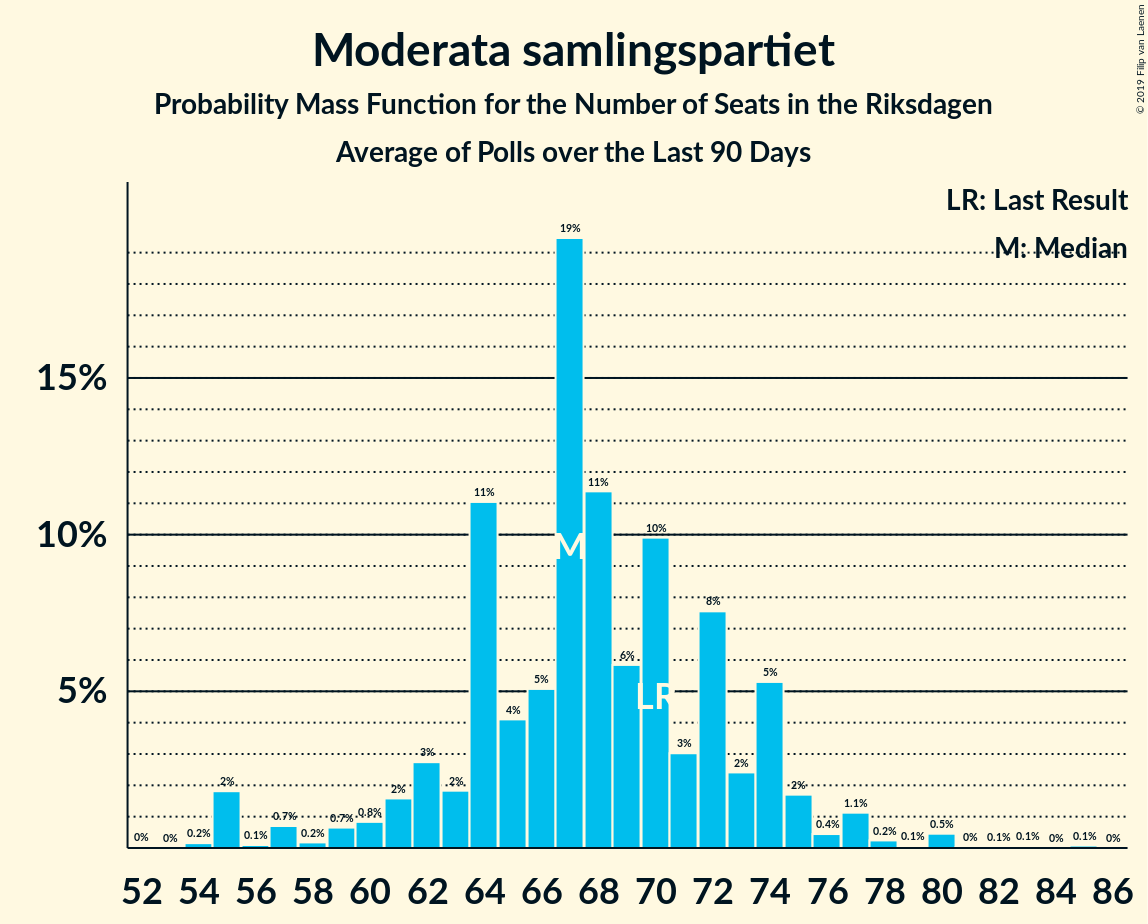 Moderata samlingspartiet
Probability Mass Function for the Number of Seats in the Riksdagen
Average of Polls over the Last 90 Days
© 2019 Filip van Laenen
LR: Last Result
M: Median
15%
10%
5%
0% 0% 0.2% 2% 0.1% 0.7% 0.2% 0.7% 0.8% 2% 3% 2% 11% 4% 5% 19% 11% 6% 10% 3% 8% 2% 5% 2% 0.4% 1.1% 0.2% 0.1% 0.5% 0% 0.1% 0.1% 0% 0.1% 0%
M
LR
52 54 56 58 60 62 64 66 68 70 72 74 76 78 80 82 84 86